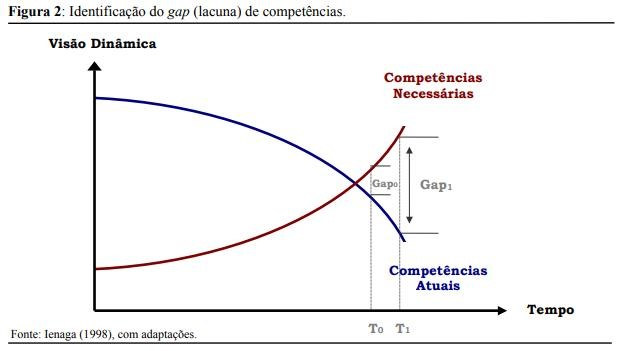 Figura 2: Identificação do gap (lacuna) de competências.
Visão Dinâmica
Competências
Necessárias
Gap₀
Gap₁
Competências
Atuais
Tempo
T₀ T₁
Fonte: Ienaga (1998), com adaptações.